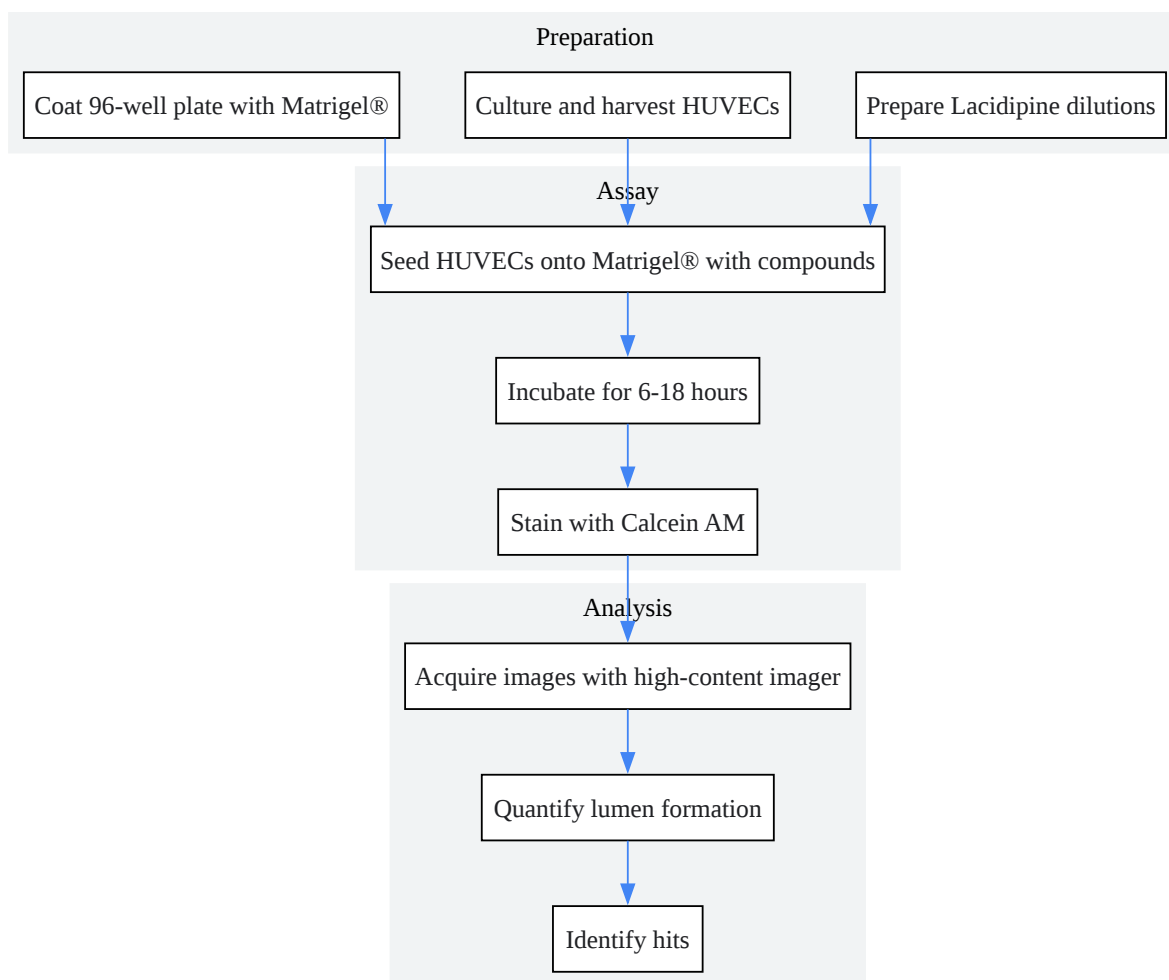 Preparation
Coat 96-well plate with Matrigel®
Culture and harvest HUVECs
Prepare Lacidipine dilutions
Assay
Seed HUVECs onto Matrigel® with compounds
Incubate for 6-18 hours
Stain with Calcein AM
Analysis
Acquire images with high-content imager
Quantify lumen formation
Identify hits